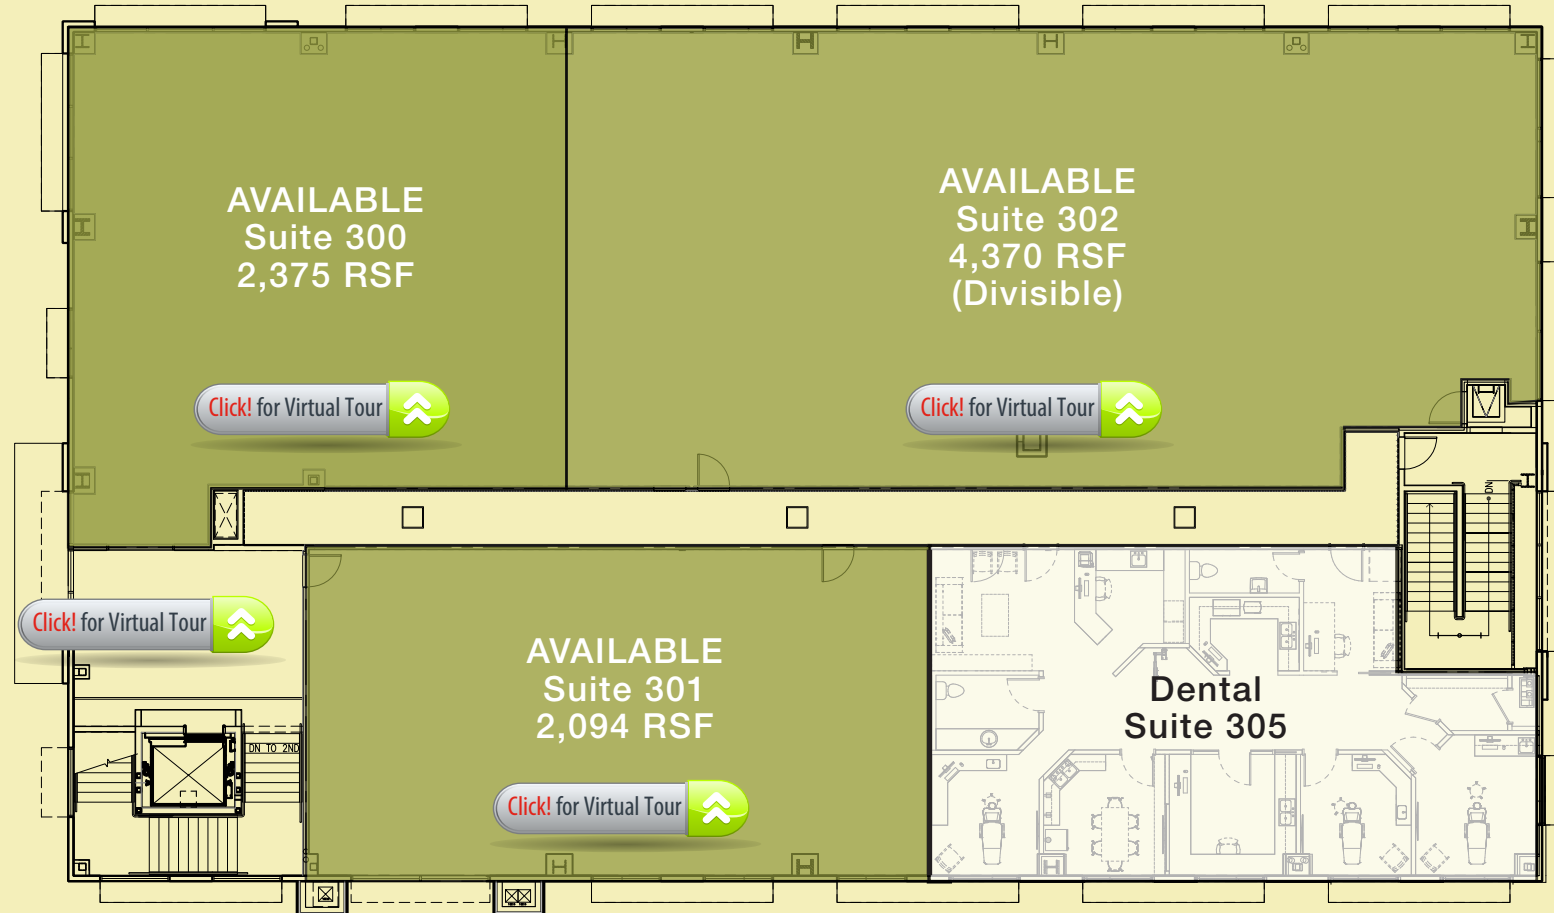 AVAILABLE
Suite 300
2,375 RSF
Click! for Virtual Tour
AVAILABLE
Suite 302
4,370 RSF
(Divisible)
Click! for Virtual Tour
DN
Click! for Virtual Tour
DN TO 2ND
AVAILABLE
Suite 301
2,094 RSF
Click! for Virtual Tour
Dental
Suite 305